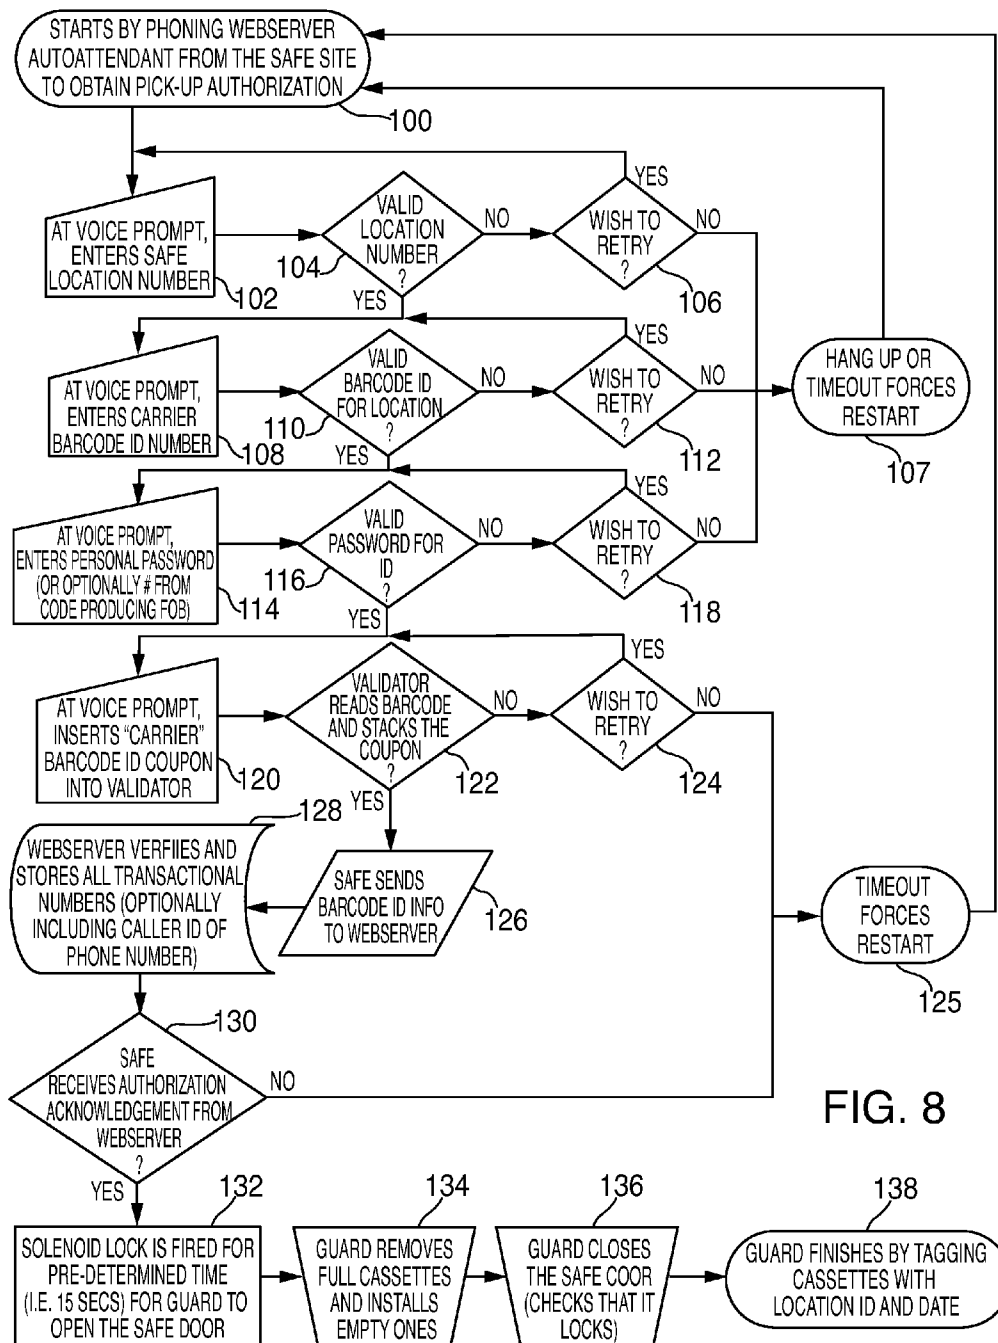 STARTS BY PHONING WEBSERVER
AUTOATTENDANT FROM THE SAFE SITE
TO OBTAIN PICK-UP AUTHORIZATION
100
AT VOICE PROMPT,
ENTERS SAFE
LOCATION NUMBER
102
VALID
LOCATION
NUMBER
?
104
NO
YES
WISH TO
RETRY
?
106
YES
NO
AT VOICE PROMPT,
ENTERS CARRIER
BARCODE ID NUMBER
108
VALID
BARCODE ID
FOR LOCATION
?
110
NO
YES
WISH TO
RETRY
?
112
YES
NO
HANG UP OR
TIMEOUT FORCES
RESTART
107
AT VOICE PROMPT,
ENTERS PERSONAL PASSWORD
(OR OPTIONALLY # FROM
CODE PRODUCING FOB)
114
VALID
PASSWORD FOR
ID
?
116
NO
YES
WISH TO
RETRY
?
118
YES
NO
AT VOICE PROMPT,
INSERTS “CARRIER”
BARCODE ID COUPON
INTO VALIDATOR
120
VALIDATOR
READS BARCODE
AND STACKS THE
COUPON
?
122
NO
YES
WISH TO
RETRY
?
124
YES
NO
128
WEBSERVER VERFIIES AND
STORES ALL TRANSACTIONAL
NUMBERS (OPTIONALLY
INCLUDING CALLER ID OF
PHONE NUMBER)
SAFE SENDS
BARCODE ID INFO
TO WEBSERVER
126
TIMEOUT
FORCES
RESTART
125
130
SAFE
RECEIVES AUTHORIZATION
ACKNOWLEDGEMENT FROM
WEBSERVER
?
NO
YES
FIG. 8
132
SOLENOID LOCK IS FIRED FOR
PRE-DETERMINED TIME
(I.E. 15 SECS) FOR GUARD TO
OPEN THE SAFE DOOR
134
GUARD REMOVES
FULL CASSETTES
AND INSTALLS
EMPTY ONES
136
GUARD CLOSES
THE SAFE COOR
(CHECKS THAT IT
LOCKS)
138
GUARD FINISHES BY TAGGING
CASSETTES WITH
LOCATION ID AND DATE